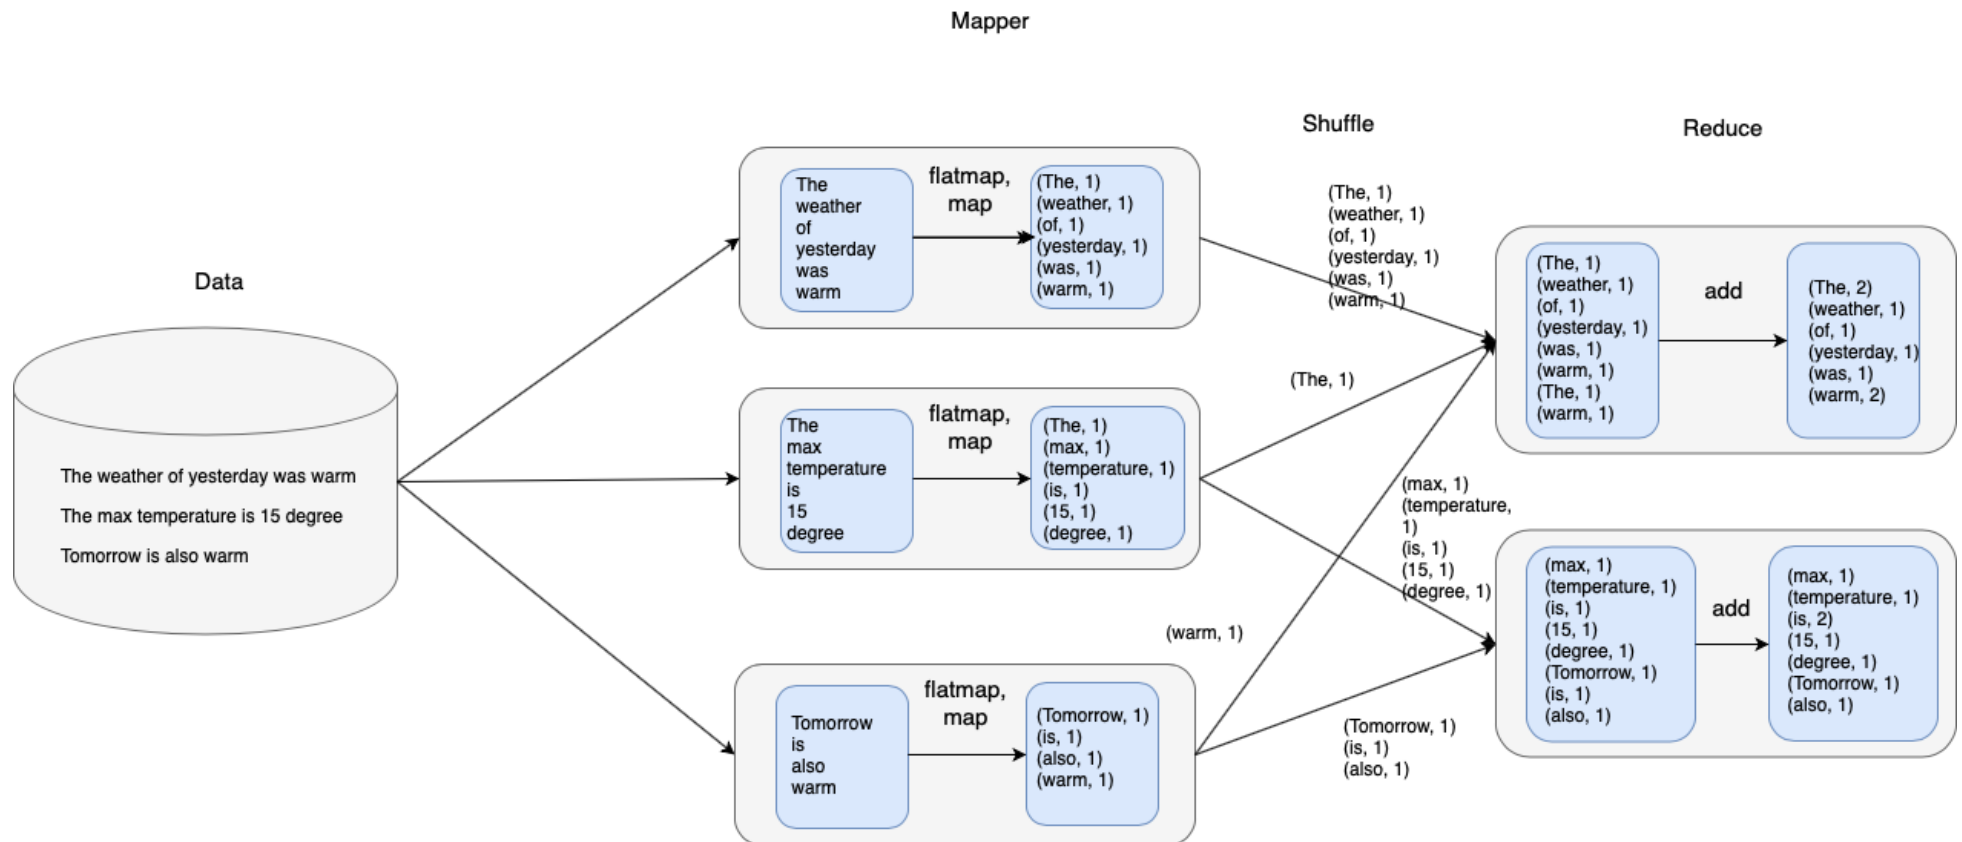 Mapper
Shuffle
Reduce
Data
The weather of yesterday was warm
The max temperature is 15 degree
Tomorrow is also warm
The
weather
of
yesterday
was
warm
flatmap,
map
(The, 1)
(weather, 1)
(of, 1)
(yesterday, 1)
(was, 1)
(warm, 1)
The
max
temperature
is
15
degree
flatmap,
map
(The, 1)
(max, 1)
(temperature, 1)
(is, 1)
(15, 1)
(degree, 1)
Tomorrow
is
also
warm
flatmap,
map
(Tomorrow, 1)
(is, 1)
(also, 1)
(warm, 1)
(The, 1)
(weather, 1)
(of, 1)
(yesterday, 1)
(was, 1)
(warm, 1)
(The, 1)
(max, 1)
(temperature,
1)
(is, 1)
(15, 1)
(degree, 1)
(warm, 1)
(Tomorrow, 1)
(is, 1)
(also, 1)
(The, 1)
(weather, 1)
(of, 1)
(yesterday, 1)
(was, 1)
(warm, 1)
(The, 1)
(warm, 1)
add
(The, 2)
(weather, 1)
(of, 1)
(yesterday, 1)
(was, 1)
(warm, 2)
(max, 1)
(temperature, 1)
(is, 1)
(15, 1)
(degree, 1)
(Tomorrow, 1)
(is, 1)
(also, 1)
add
(max, 1)
(temperature, 1)
(is, 2)
(15, 1)
(degree, 1)
(Tomorrow, 1)
(also, 1)